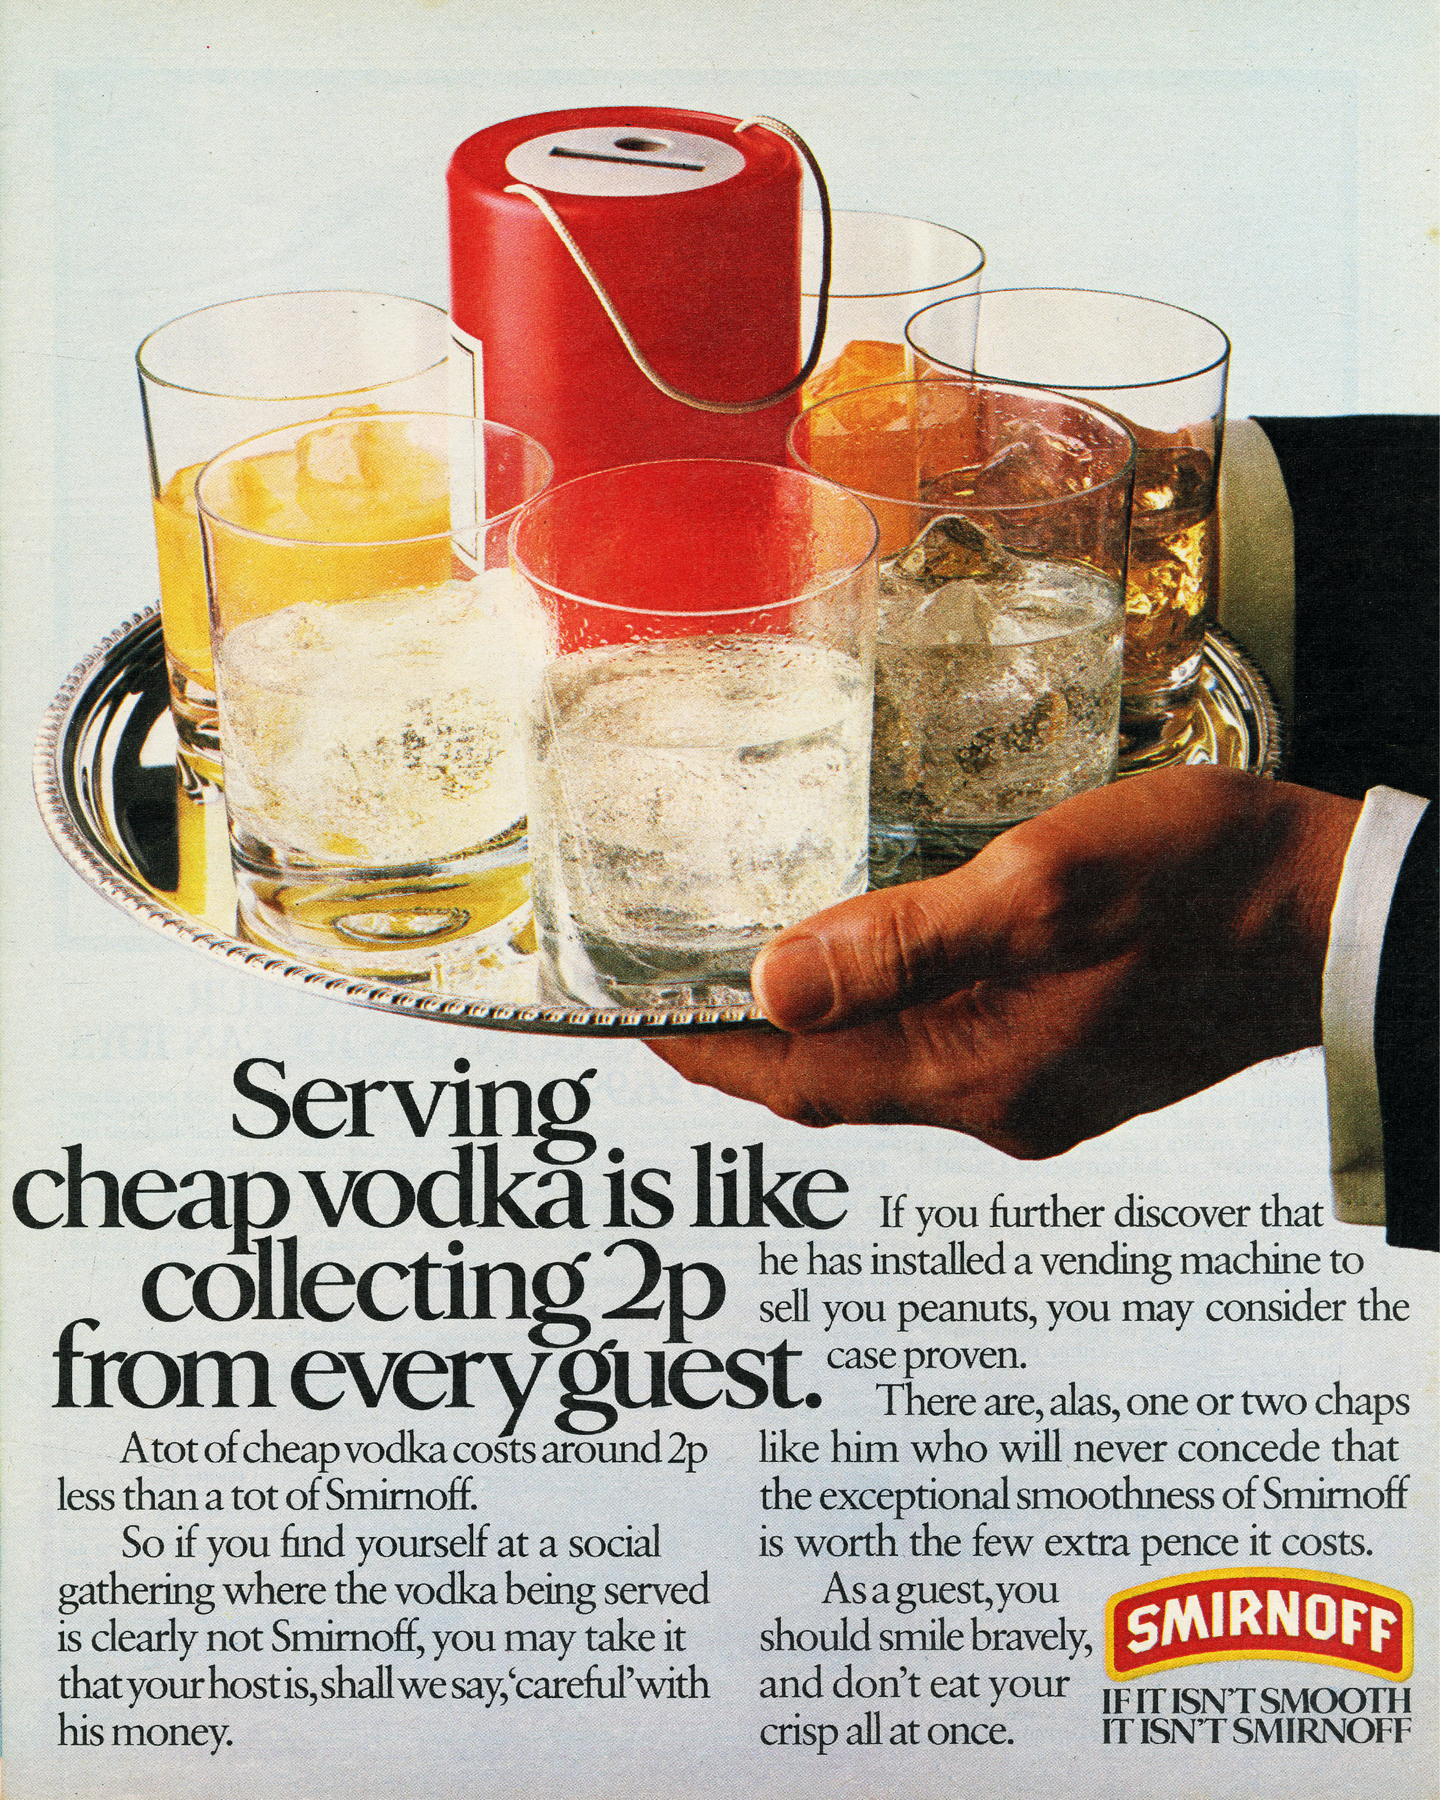 Serving
cheap vodka is like
collecting 2p
from every guest.
A tot of cheap vodka costs around 2p
less than a tot of Smirnoff.
So if you find yourself at a social
gathering where the vodka being served
is clearly not Smirnoff, you may take it
that your host is, shall we say, ‘careful’ with
his money.
If you further discover that
he has installed a vending machine to
sell you peanuts, you may consider the
case proven.
There are, alas, one or two chaps
like him who will never concede that
the exceptional smoothness of Smirnoff
is worth the few extra pence it costs.
As a guest, you
should smile bravely,
and don’t eat your
crisp all at once.
SMIRNOFF
IF IT ISN’T SMOOTH
IT ISN’T SMIRNOFF